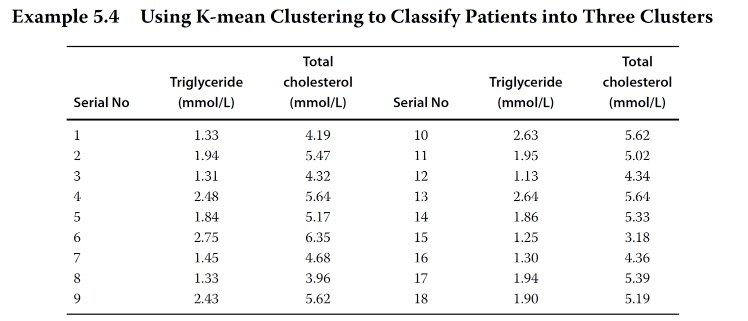 Example 5.4 Using K-mean Clustering to Classify Patients into Three Clusters
Serial No Triglyceride (mmol/L) Total cholesterol (mmol/L) Serial No Triglyceride (mmol/L) Total cholesterol (mmol/L)
1 1.33 4.19 10 2.63 5.62
2 1.94 5.47 11 1.95 5.02
3 1.31 4.32 12 1.13 4.34
4 2.48 5.64 13 2.64 5.64
5 1.84 5.17 14 1.86 5.33
6 2.75 6.35 15 1.25 3.18
7 1.45 4.68 16 1.30 4.36
8 1.33 3.96 17 1.94 5.39
9 2.43 5.62 18 1.90 5.19